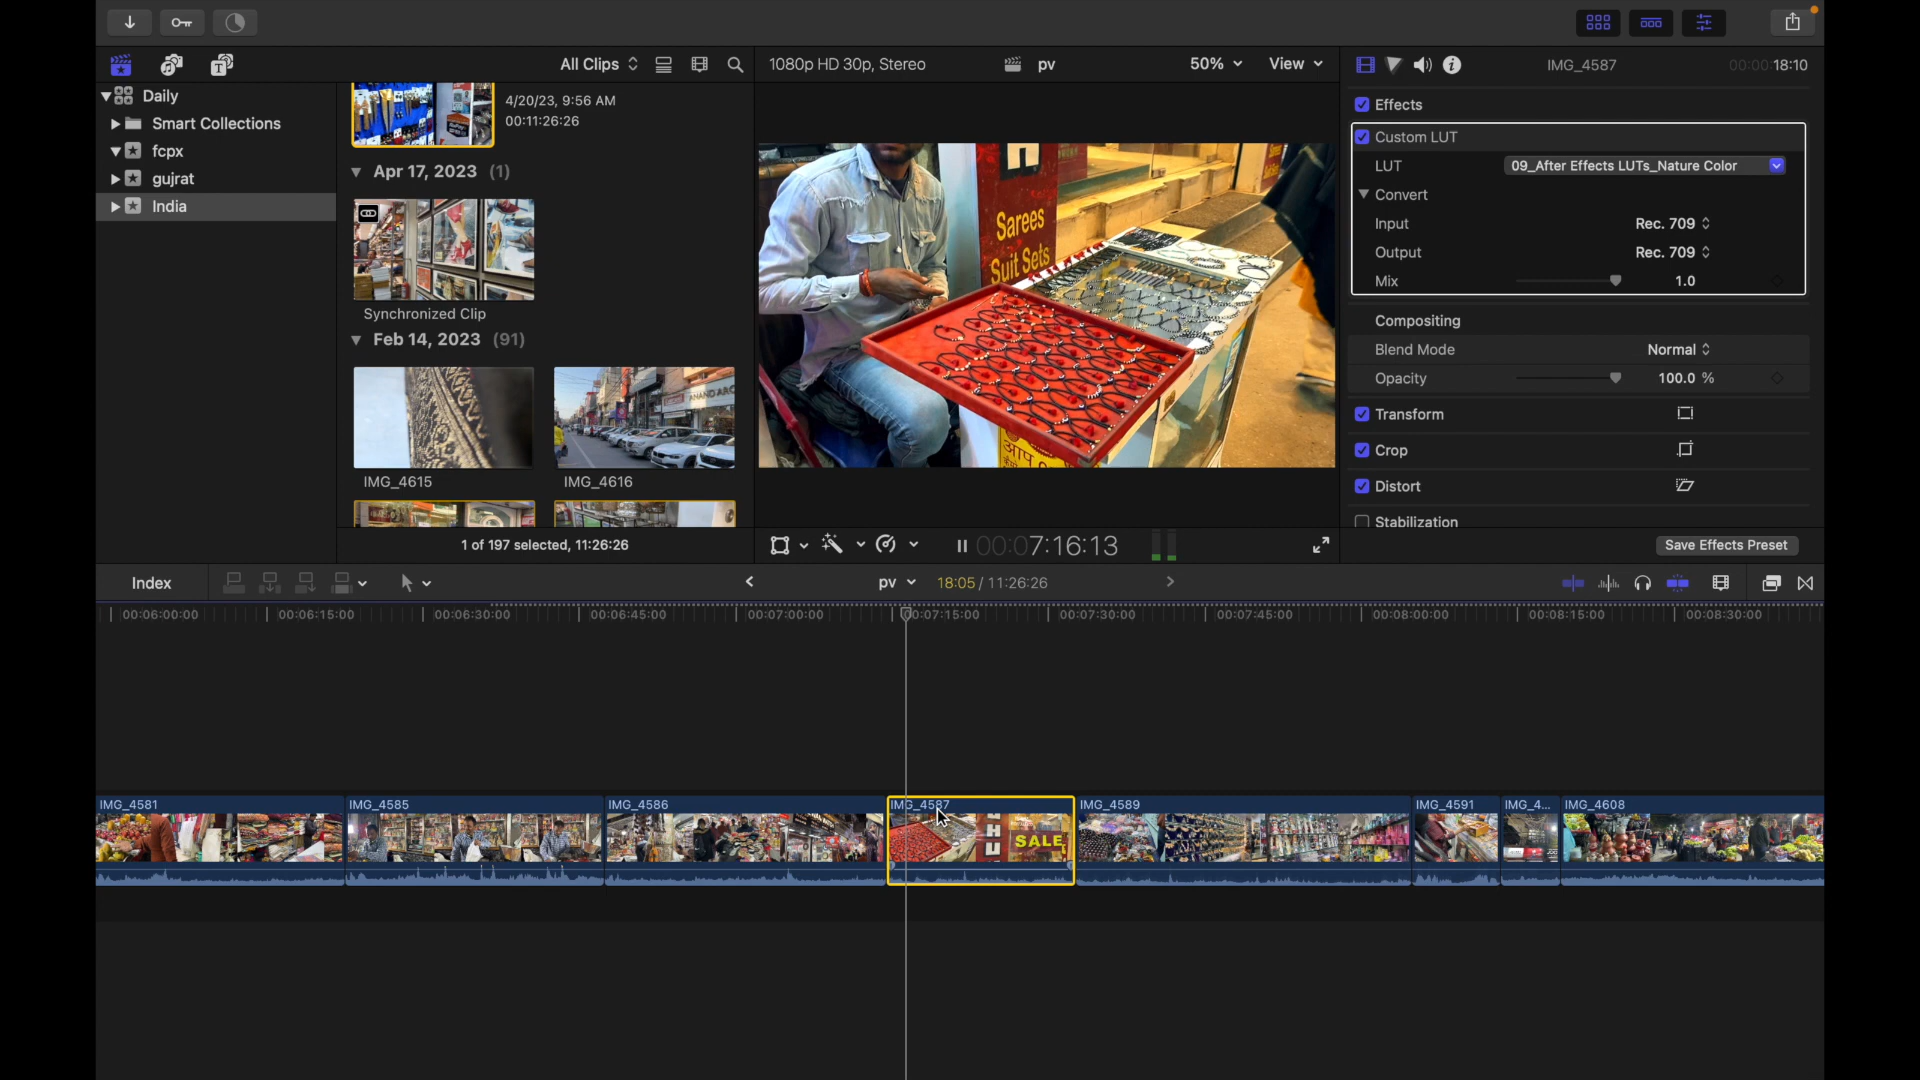 All Clips
1080p HD 30p, Stereo
pv
50%
View
IMG_4587
00:00:18:10
Daily
Smart Collections
fcpx
gujrat
India
4/20/23, 9:56 AM
00:11:26:26
Apr 17, 2023 (1)
Synchronized Clip
Feb 14, 2023 (91)
ANAND ARC
IMG_4615
IMG_4616
1 of 197 selected, 11:26:26
Sarees
Suit Sets
आप
00:07:16:13
Effects
Custom LUT
LUT
09_After Effects LUTs_Nature Color
Convert
Input
Rec. 709
Output
Rec. 709
Mix
1.0
Compositing
Blend Mode
Normal
Opacity
100.0 %
Transform
Crop
Distort
Stabilization
Save Effects Preset
Index
pv
18:05 / 11:26:26
00:06:00:00
00:06:15:00
00:06:30:00
00:06:45:00
00:07:00:00
00:07:15:00
00:07:30:00
00:07:45:00
00:08:00:00
00:08:15:00
00:08:30:00
IMG_4581
IMG_4585
IMG_4586
IMG_4587
IMG_4589
IMG_4591
IMG_4...
IMG_4608
H
U
SALE